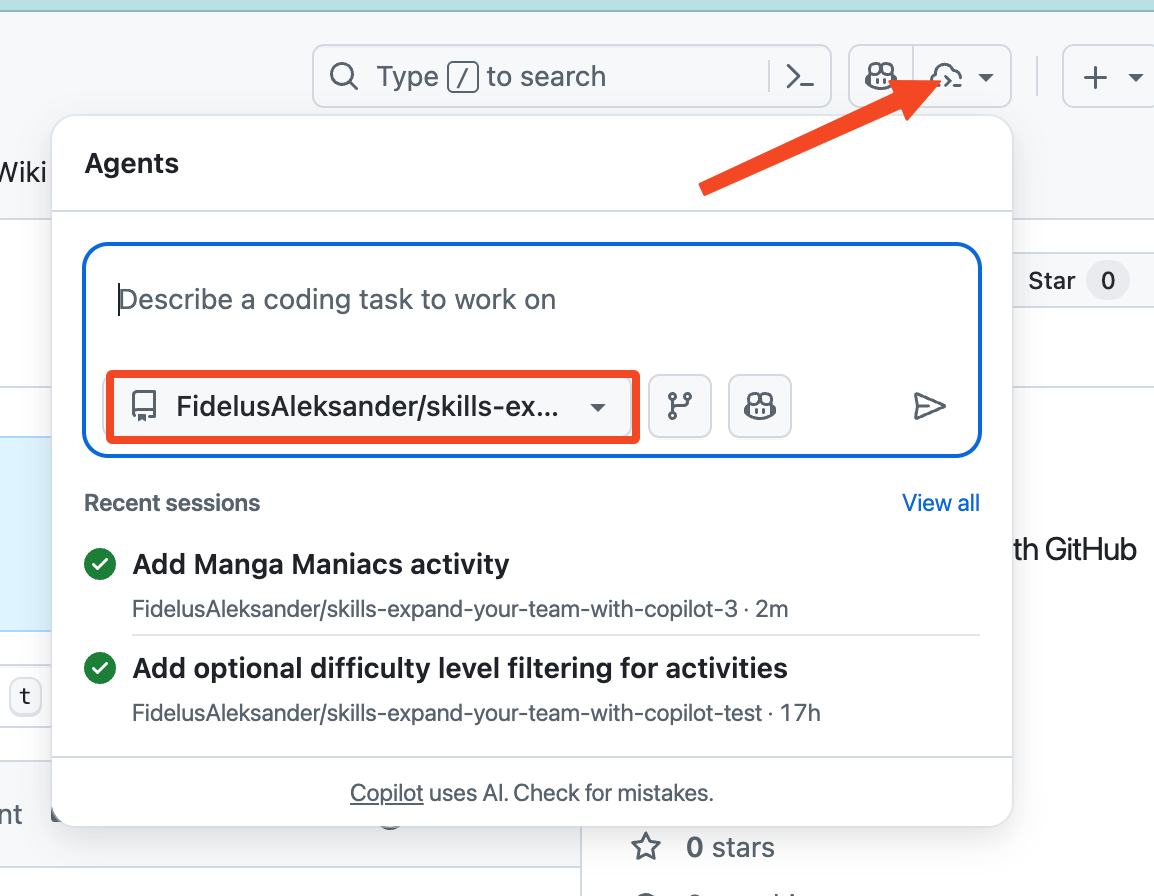 Type / to search
Wiki
Agents
Star 0
Describe a coding task to work on
FidelusAleksander/skills-ex...
Recent sessions
View all
th GitHub
Add Manga Maniacs activity
FidelusAleksander/skills-expand-your-team-with-copilot-3 · 2m
Add optional difficulty level filtering for activities
t
FidelusAleksander/skills-expand-your-team-with-copilot-test · 17h
Copilot uses AI. Check for mistakes.
nt
0 stars